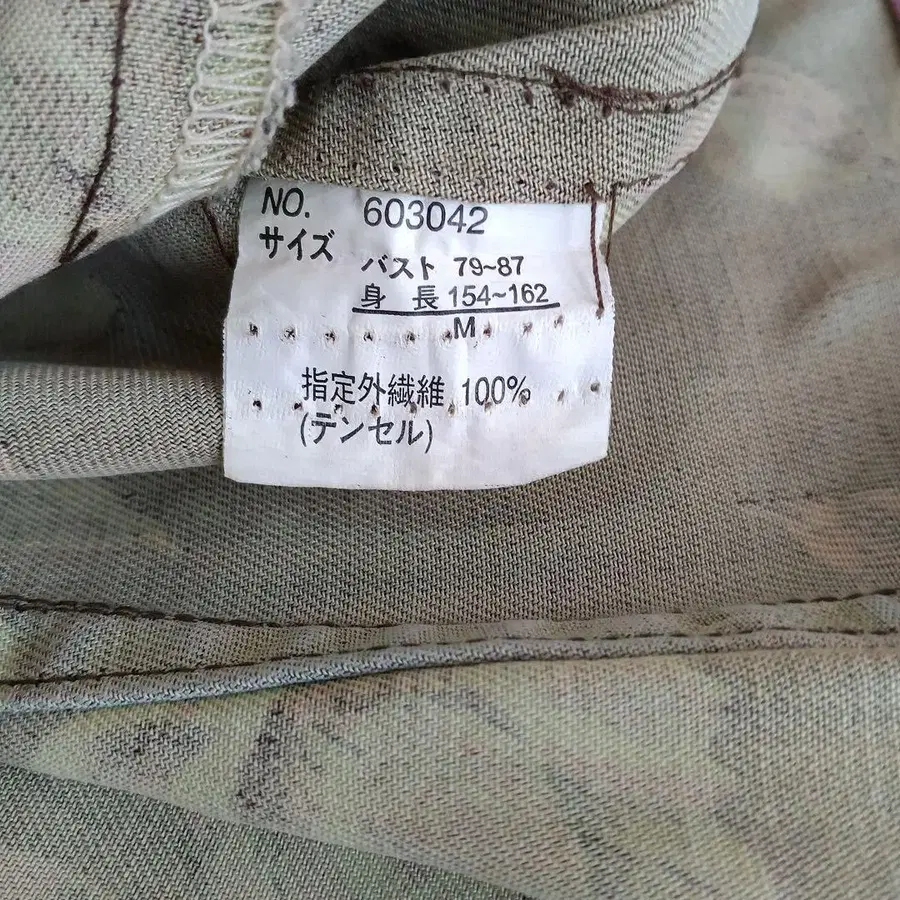 NO. 603042
サイズ バスト 79~87
身 長 154~162
M
指定外繊維 100%
(テンセル)